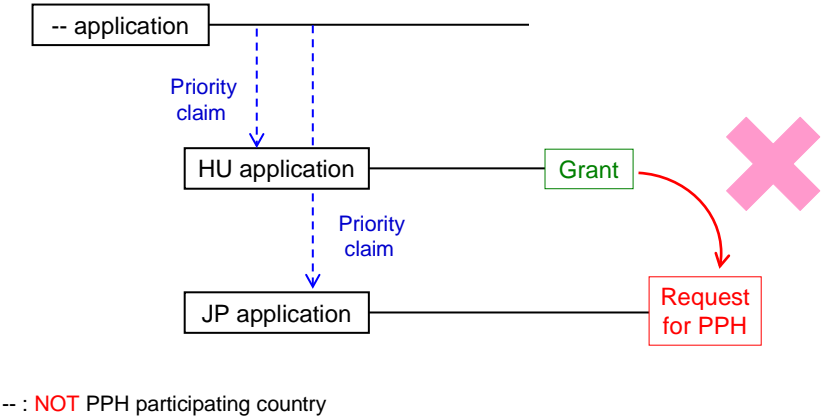 -- application
Priority
claim
HU application
Grant
Priority
claim
JP application
Request
for PPH
-- : NOT PPH participating country